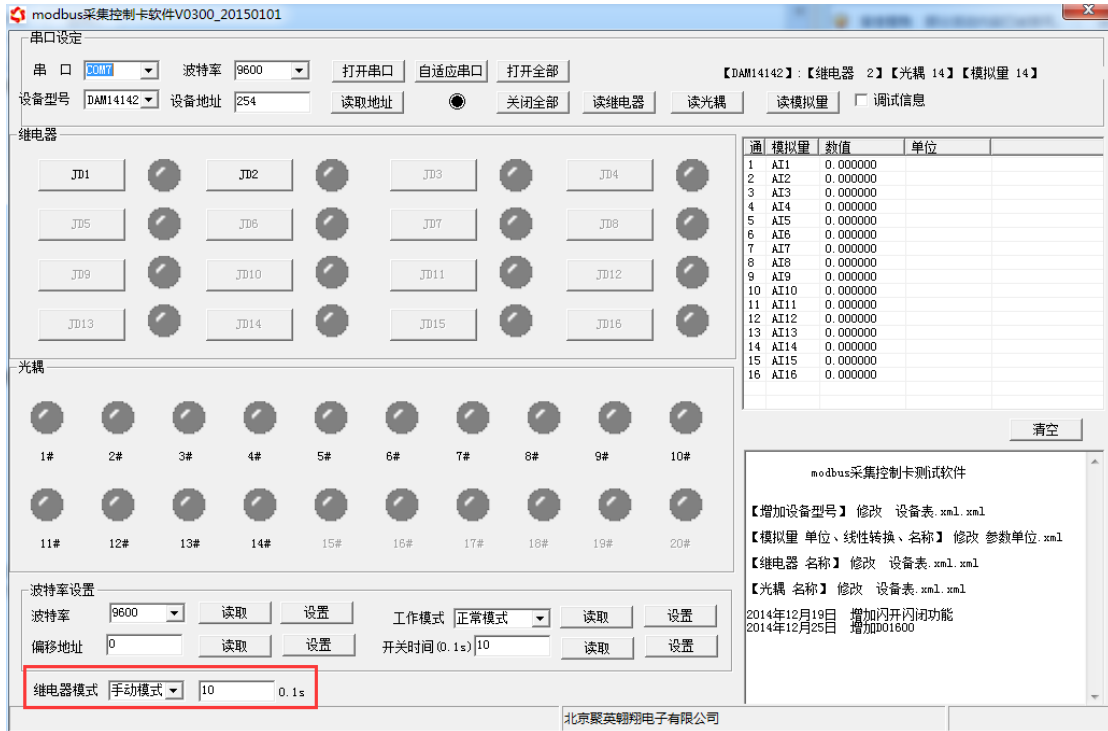 modbus采集控制卡软件V0300_20150101
串口设定
串 口 COM7 波特率 9600 打开串口 自适应串口 打开全部 【DAM14142】:【继电器 2】【光耦 14】【模拟量 14】
设备型号 DAM14142 设备地址 254 读取地址 关闭全部 读继电器 读光耦 读模拟量 调试信息
继电器
JD1 JD2 JD3 JD4
JD5 JD6 JD7 JD8
JD9 JD10 JD11 JD12
JD13 JD14 JD15 JD16
通 模拟量 数值 单位
1 AI1 0.000000
2 AI2 0.000000
3 AI3 0.000000
4 AI4 0.000000
5 AI5 0.000000
6 AI6 0.000000
7 AI7 0.000000
8 AI8 0.000000
9 AI9 0.000000
10 AI10 0.000000
11 AI11 0.000000
12 AI12 0.000000
13 AI13 0.000000
14 AI14 0.000000
15 AI15 0.000000
16 AI16 0.000000
清空
光耦
1# 2# 3# 4# 5# 6# 7# 8# 9# 10#
11# 12# 13# 14# 15# 16# 17# 18# 19# 20#
modbus采集控制卡测试软件
【增加设备型号】 修改 设备表.xml.xml
【模拟量 单位、线性转换、名称】 修改 参数单位.xml
【继电器 名称】 修改 设备表.xml.xml
【光耦 名称】 修改 设备表.xml.xml
2014年12月19日 增加闪开闪闭功能
2014年12月25日 增加DO1600
波特率设置
波特率 9600 读取 设置 工作模式 正常模式 读取 设置
偏移地址 0 读取 设置 开关时间(0.1s) 10 读取 设置
继电器模式 手动模式 10 0.1s
北京聚英翱翔电子有限公司